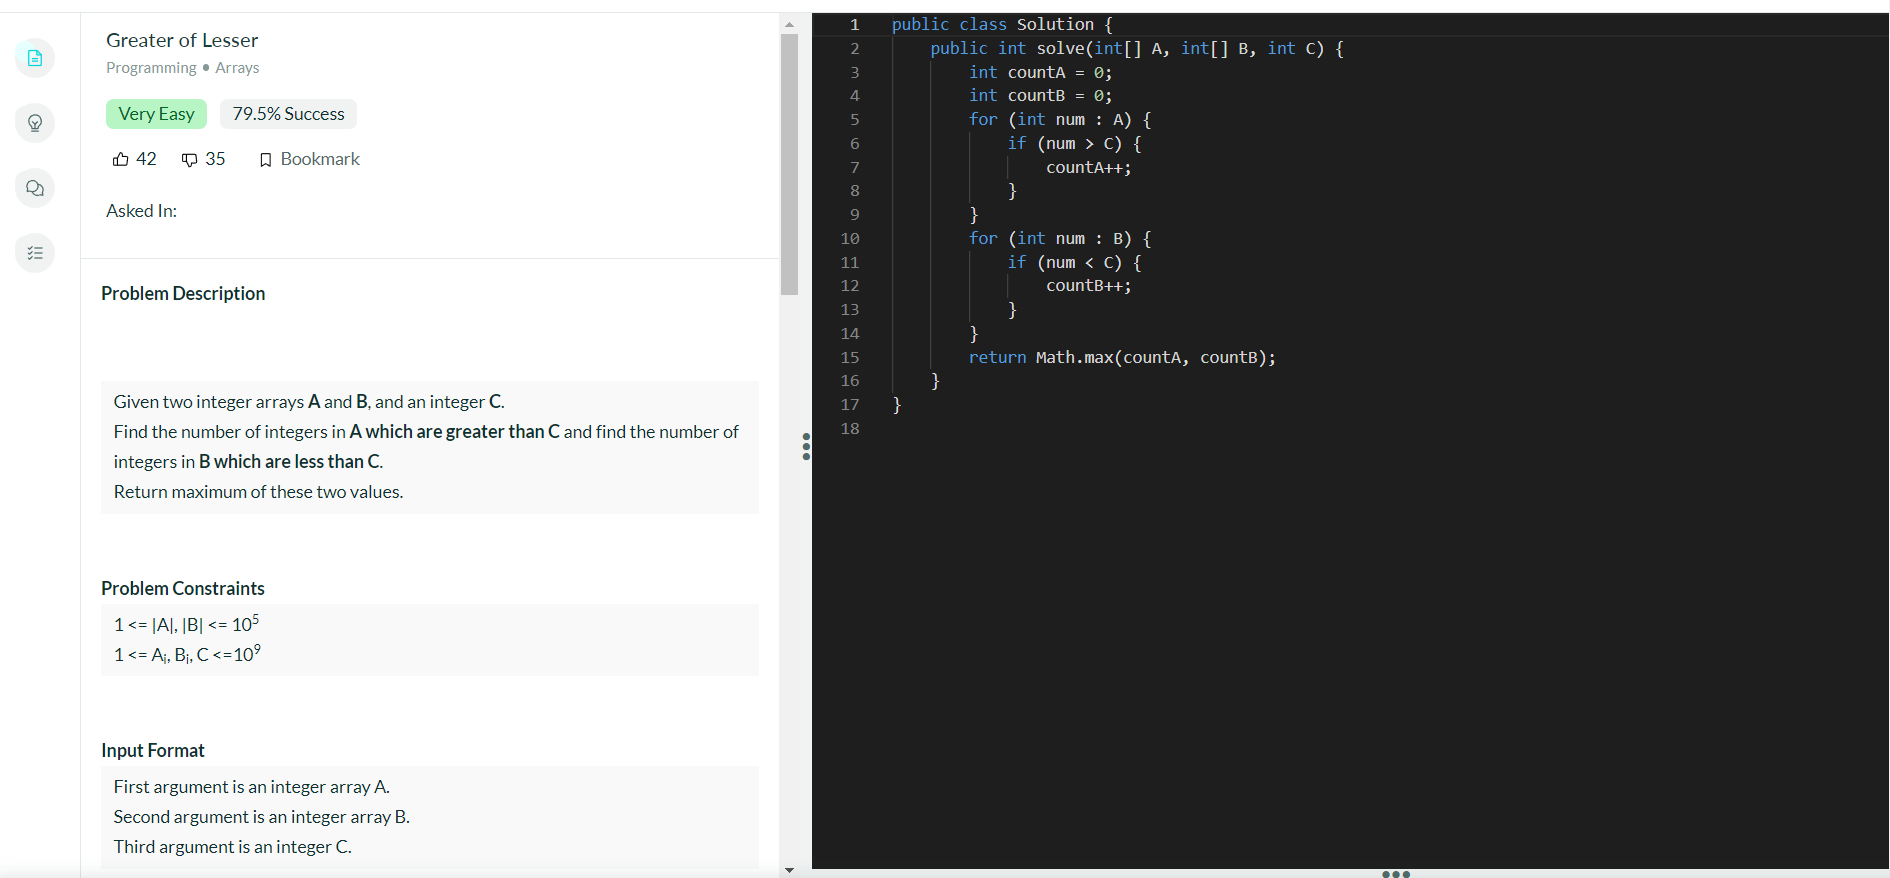 Greater of Lesser
Programming • Arrays
Very Easy 79.5% Success
42 35 Bookmark
Asked In:
Problem Description
Given two integer arrays A and B, and an integer C.
Find the number of integers in A which are greater than C and find the number of
integers in B which are less than C.
Return maximum of these two values.
Problem Constraints
1 <= |A|, |B| <= 10⁵
1 <= Aᵢ, Bᵢ, C <=10⁹
Input Format
First argument is an integer array A.
Second argument is an integer array B.
Third argument is an integer C.
1 public class Solution {
2     public int solve(int[] A, int[] B, int C) {
3         int countA = 0;
4         int countB = 0;
5         for (int num : A) {
6             if (num > C) {
7                 countA++;
8             }
9         }
10         for (int num : B) {
11             if (num < C) {
12                 countB++;
13             }
14         }
15         return Math.max(countA, countB);
16     }
17 }
18